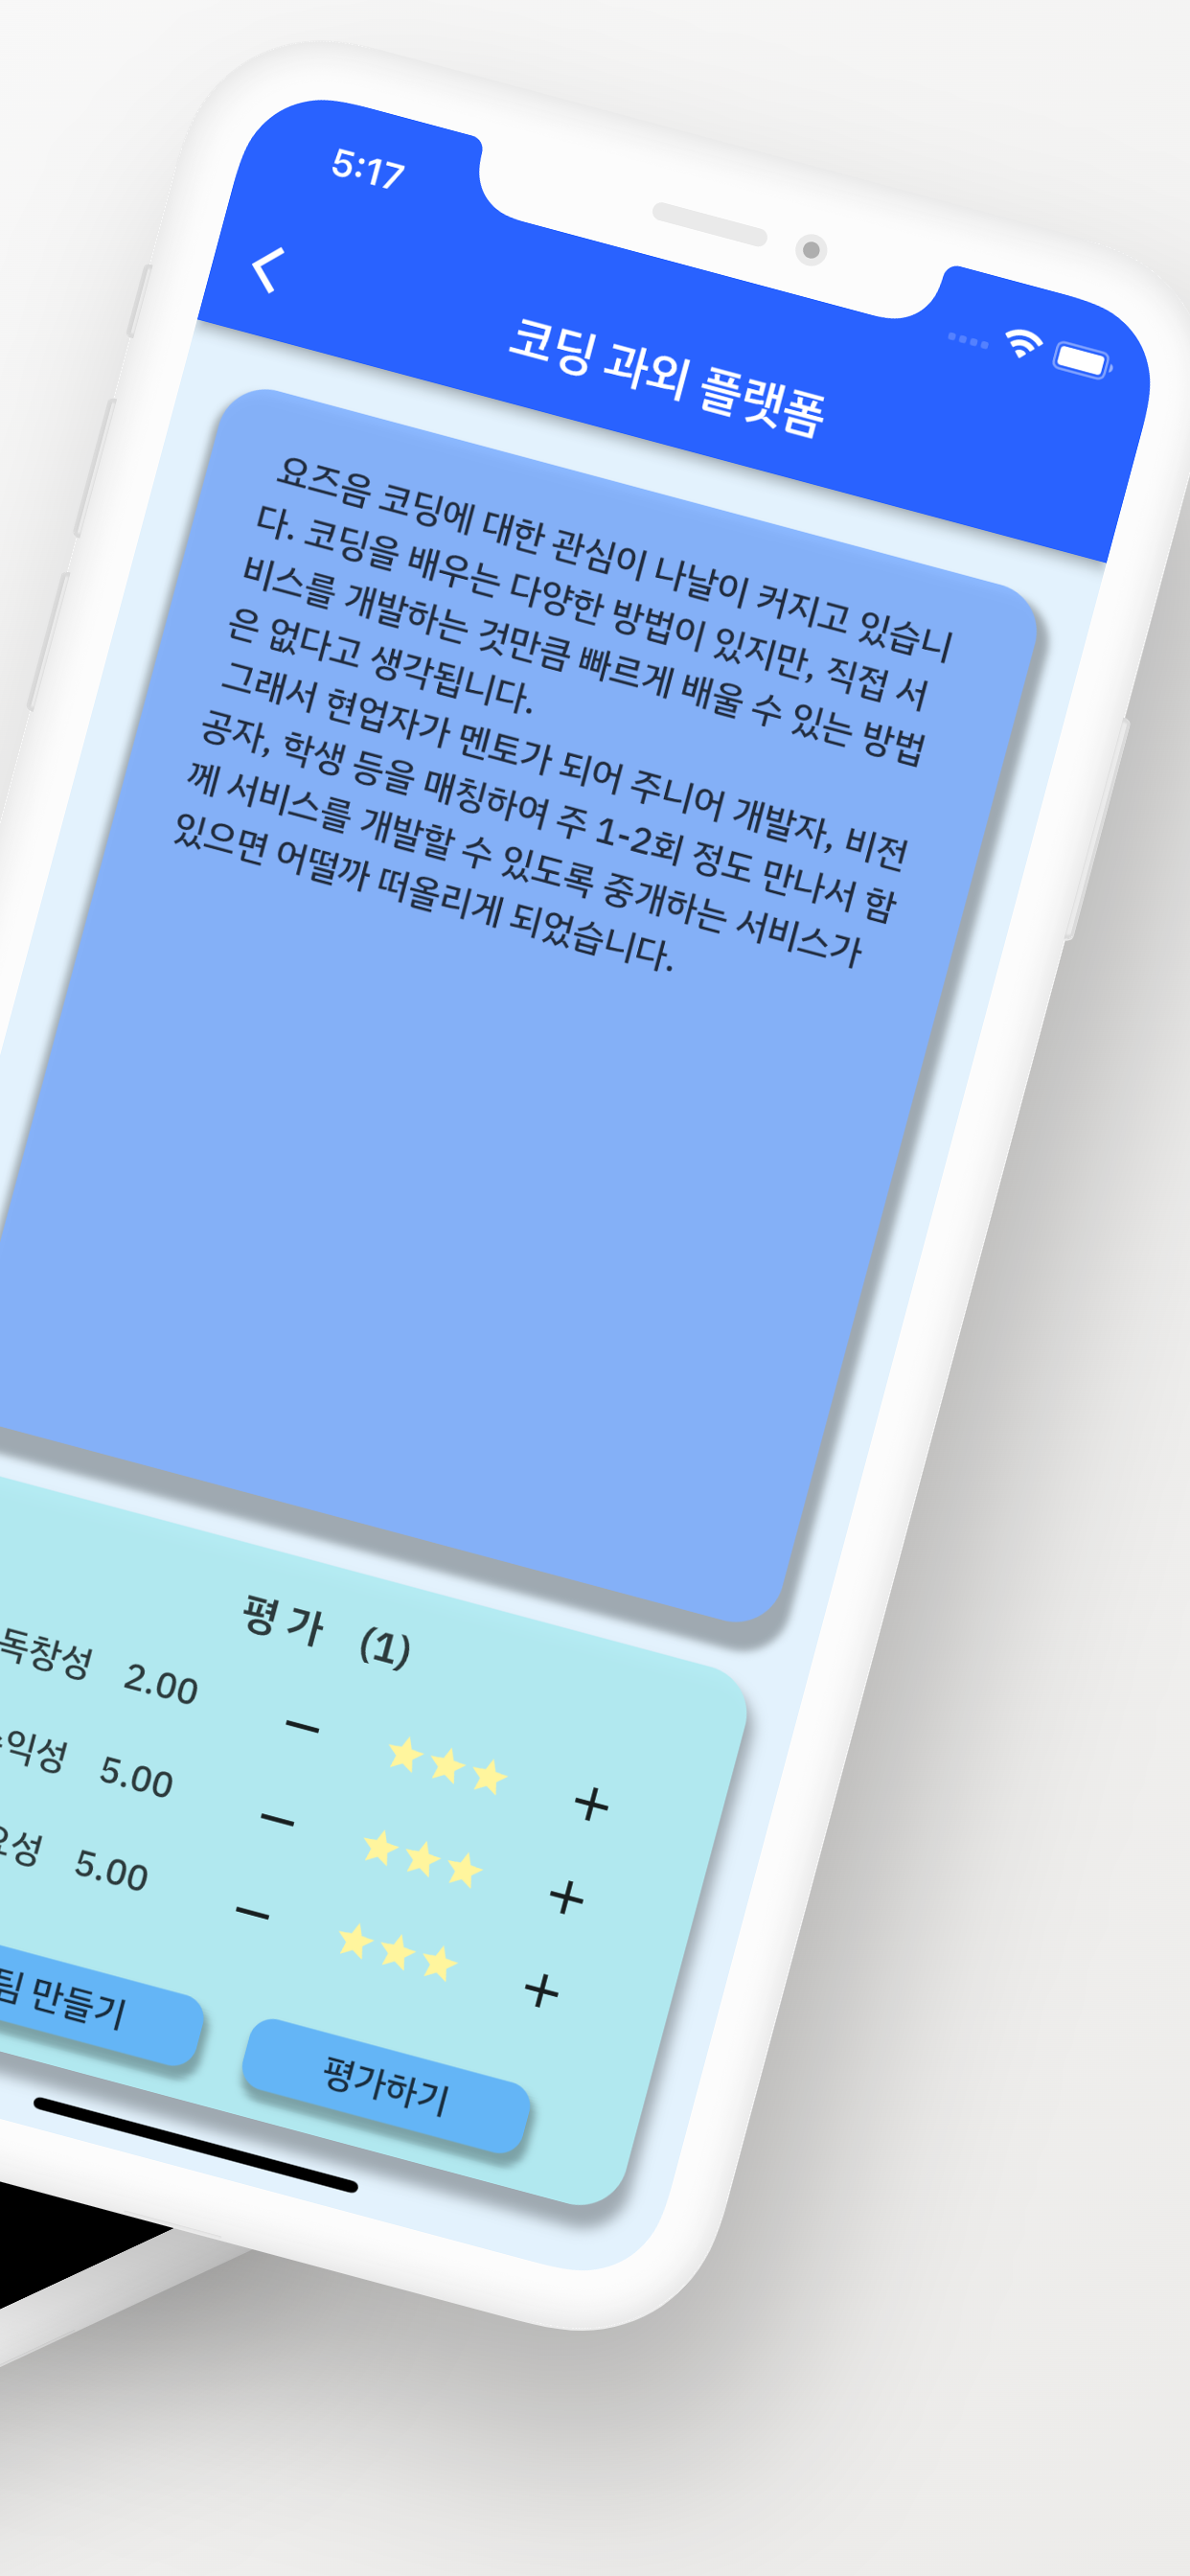 5:17
코딩 과외 플랫폼
요즈음 코딩에 대한 관심이 나날이 커지고 있습니
다. 코딩을 배우는 다양한 방법이 있지만, 직접 서
비스를 개발하는 것만큼 빠르게 배울 수 있는 방법
은 없다고 생각됩니다.
그래서 현업자가 멘토가 되어 주니어 개발자, 비전
공자, 학생 등을 매칭하여 주 1-2회 정도 만나서 함
께 서비스를 개발할 수 있도록 중개하는 서비스가
있으면 어떨까 떠올리게 되었습니다.
평가 (1)
독창성 2.00 − +
익성 5.00 − +
성 5.00 − +
팀 만들기
평가하기